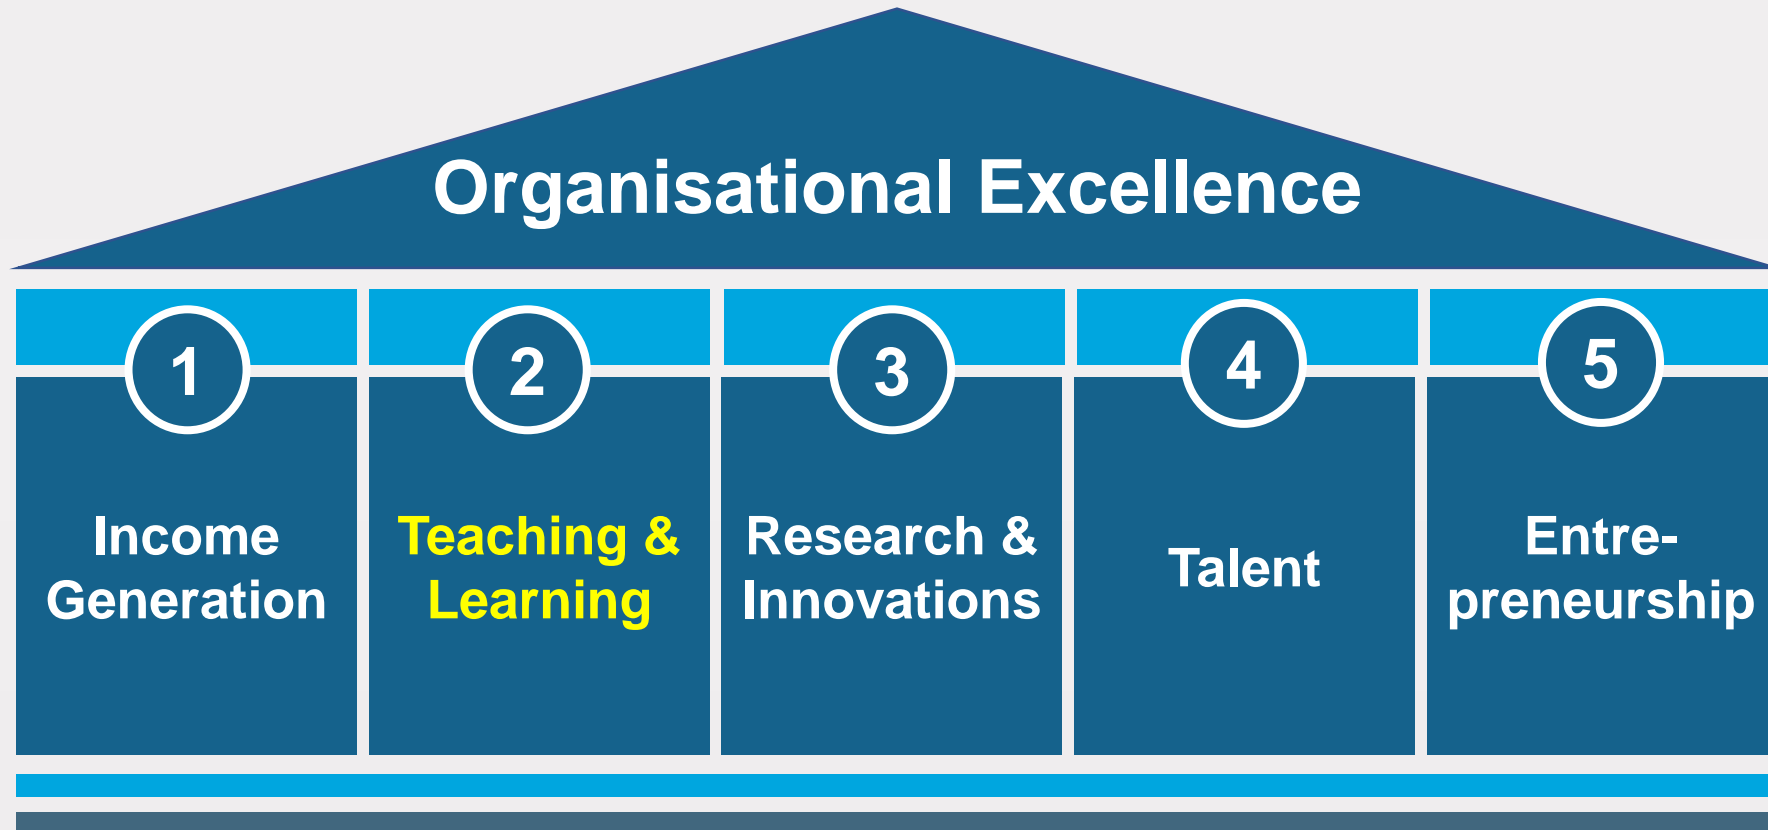 Organisational Excellence
1
2
3
4
5
Income
Generation
Teaching &
Learning
Research &
Innovations
Talent
Entre-
preneurship